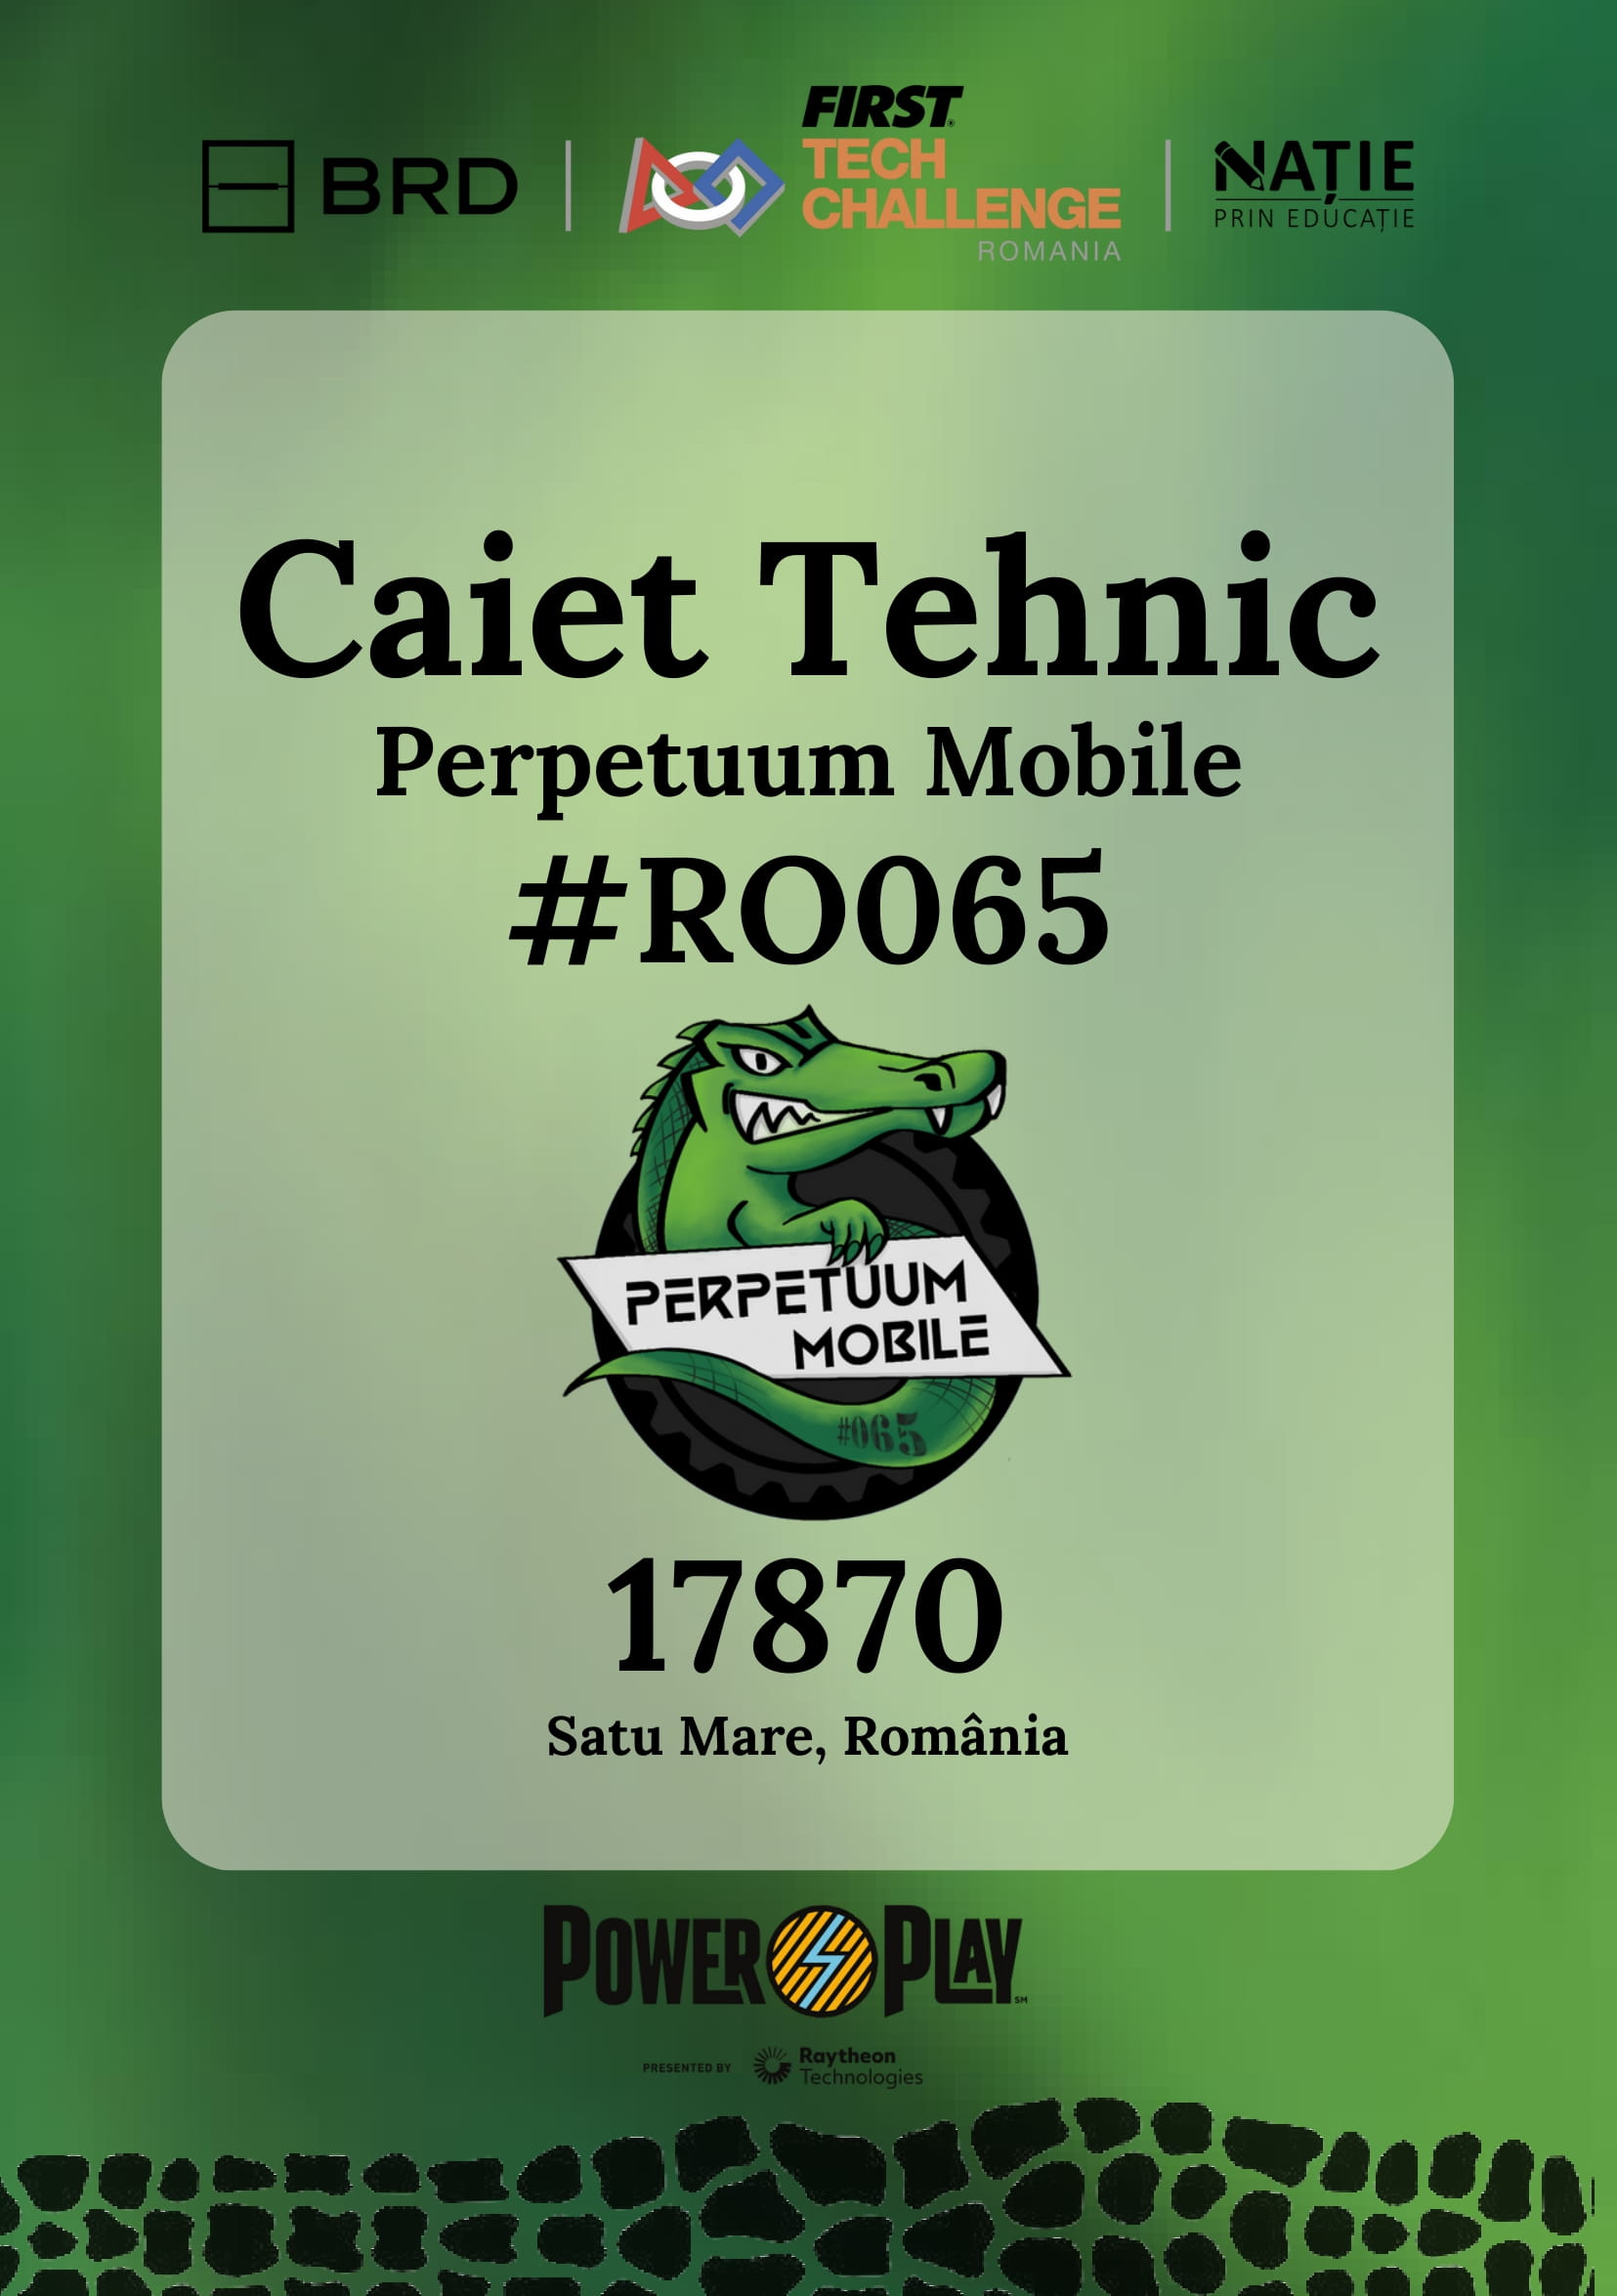 BRD
FIRST®
TECH
CHALLENGE
ROMANIA
NAȚIE
PRIN EDUCAȚIE
Caiet Tehnic
Perpetuum Mobile
#RO065
PERPETUUM
MOBILE
#065
17870
Satu Mare, România
POWER PLAY℠
PRESENTED BY
Raytheon
Technologies